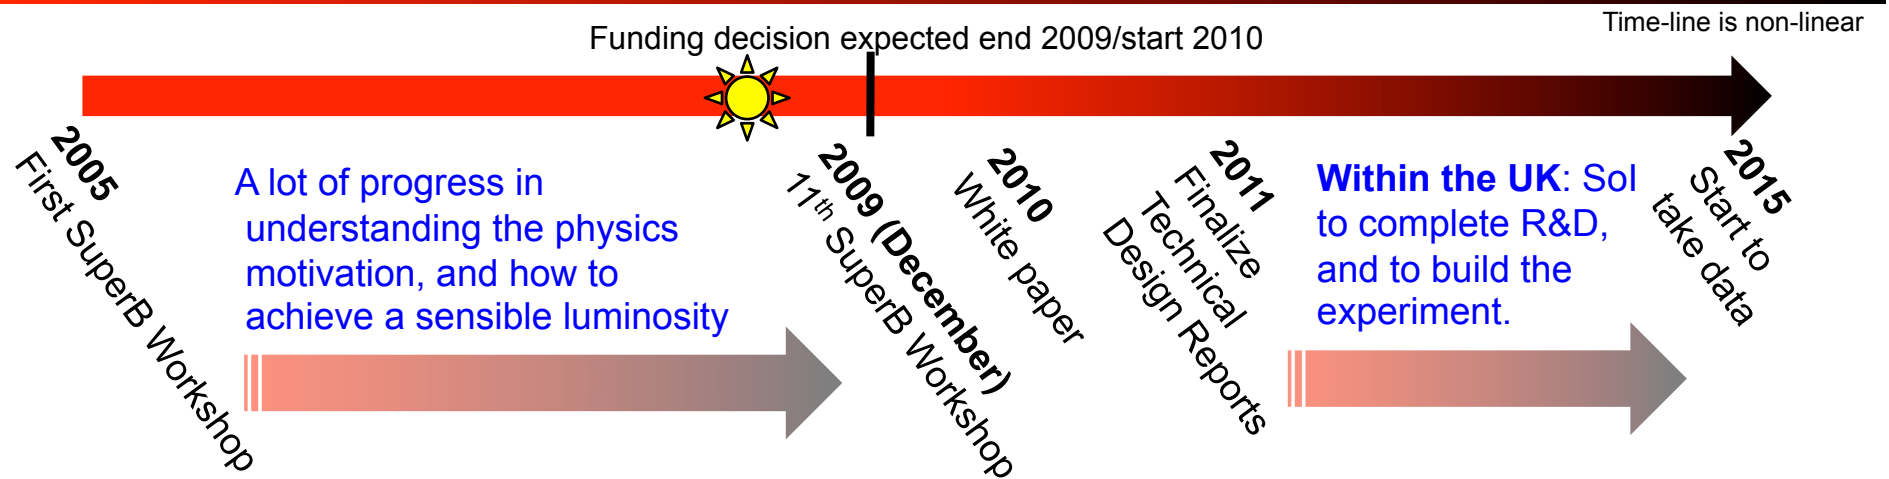 Time-line is non-linear
Funding decision expected end 2009/start 2010
2005
First SuperB Workshop
A lot of progress in
understanding the physics
motivation, and how to
achieve a sensible luminosity
2009 (December)
11th SuperB Workshop
2010
White paper
2011
Finalize
Technical
Design Reports
Within the UK: SoI
to complete R&D,
and to build the
experiment.
2015
Start to
take data